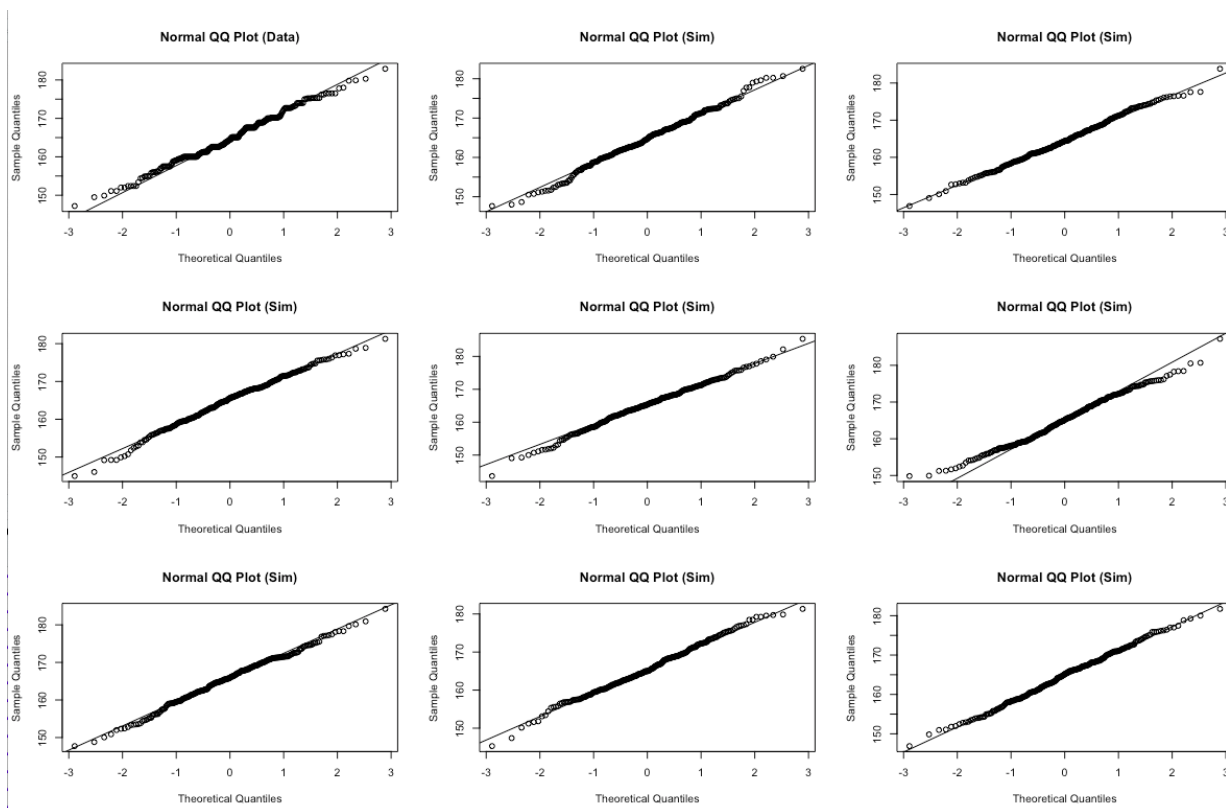 Normal QQ Plot (Data)
Sample Quantiles
150 160 170 180
-3 -2 -1 0 1 2 3
Theoretical Quantiles
Normal QQ Plot (Sim)
Sample Quantiles
150 160 170 180
-3 -2 -1 0 1 2 3
Theoretical Quantiles
Normal QQ Plot (Sim)
Sample Quantiles
150 160 170 180
-3 -2 -1 0 1 2 3
Theoretical Quantiles
Normal QQ Plot (Sim)
Sample Quantiles
150 160 170 180
-3 -2 -1 0 1 2 3
Theoretical Quantiles
Normal QQ Plot (Sim)
Sample Quantiles
150 160 170 180
-3 -2 -1 0 1 2 3
Theoretical Quantiles
Normal QQ Plot (Sim)
Sample Quantiles
150 160 170 180
-3 -2 -1 0 1 2 3
Theoretical Quantiles
Normal QQ Plot (Sim)
Sample Quantiles
150 160 170 180
-3 -2 -1 0 1 2 3
Theoretical Quantiles
Normal QQ Plot (Sim)
Sample Quantiles
150 160 170 180
-3 -2 -1 0 1 2 3
Theoretical Quantiles
Normal QQ Plot (Sim)
Sample Quantiles
150 160 170 180
-3 -2 -1 0 1 2 3
Theoretical Quantiles